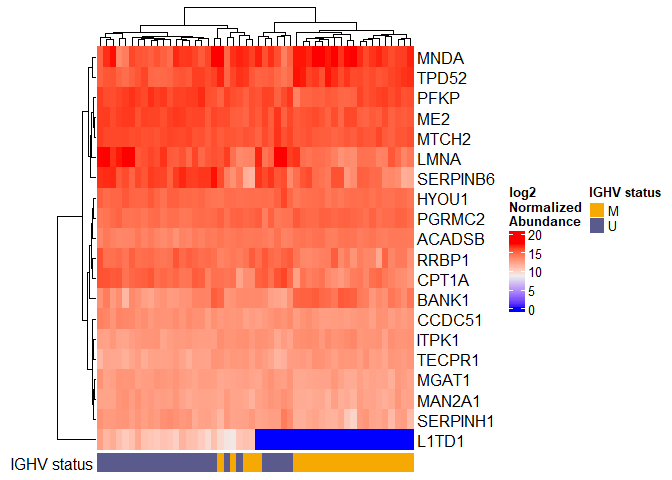 MNDA
TPD52
PFKP
ME2
MTCH2
LMNA
SERPINB6
HYOU1
PGRMC2
ACADSB
RRBP1
CPT1A
BANK1
CCDC51
ITPK1
TECPR1
MGAT1
MAN2A1
SERPINH1
L1TD1
IGHV status
log2
Normalized
Abundance
20
15
10
5
0
IGHV status
M
U